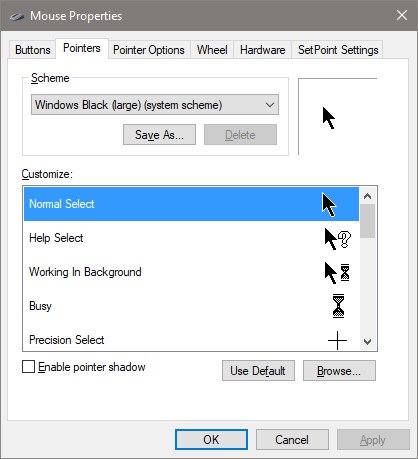 Mouse Properties
Buttons Pointers Pointer Options Wheel Hardware SetPoint Settings
Scheme
Windows Black (large) (system scheme)
Save As... Delete
Customize:
Normal Select
Help Select
Working In Background
Busy
Precision Select
Enable pointer shadow
Use Default Browse...
OK Cancel Apply